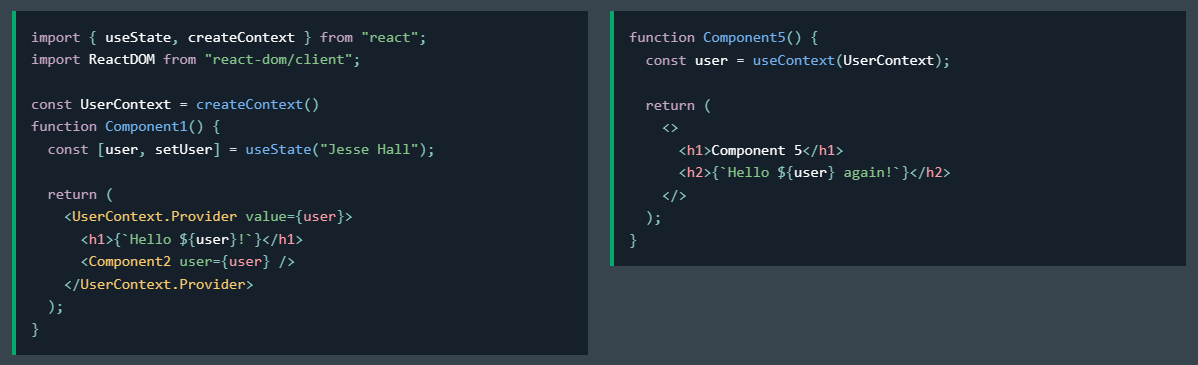 import { useState, createContext } from "react";
import ReactDOM from "react-dom/client";
const UserContext = createContext()
function Component1() {
  const [user, setUser] = useState("Jesse Hall");
  return (
    <UserContext.Provider value={user}>
      <h1>{`Hello ${user}!`}</h1>
      <Component2 user={user} />
    </UserContext.Provider>
  );
}
function Component5() {
  const user = useContext(UserContext);
  return (
    <>
      <h1>Component 5</h1>
      <h2>{`Hello ${user} again!`}</h2>
    </>
  );
}